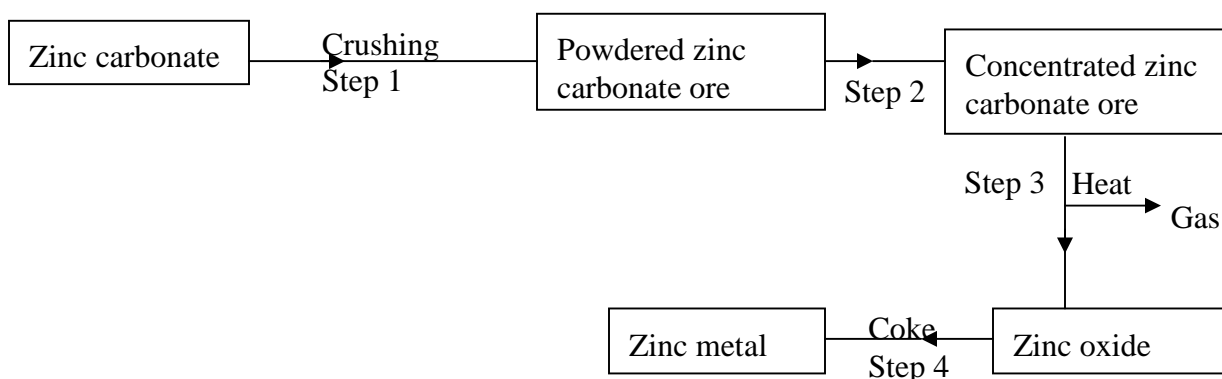 Zinc carbonate
Crushing
Step 1
Powdered zinc
carbonate ore
Step 2
Concentrated zinc
carbonate ore
Step 3
Heat
Gas
Zinc metal
Coke
Step 4
Zinc oxide